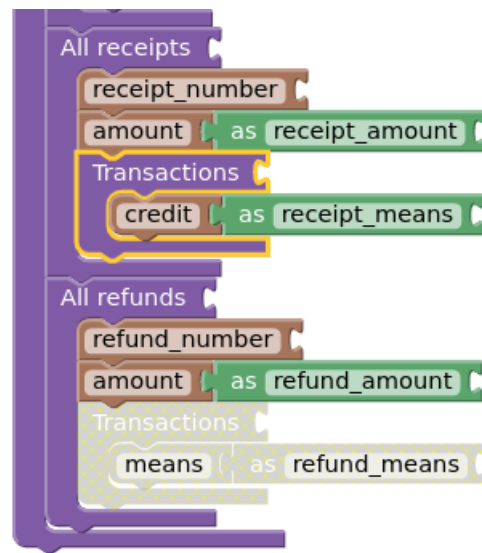 All receipts
receipt_number
amount as receipt_amount
Transactions
credit as receipt_means
All refunds
refund_number
amount as refund_amount
Transactions
means as refund_means